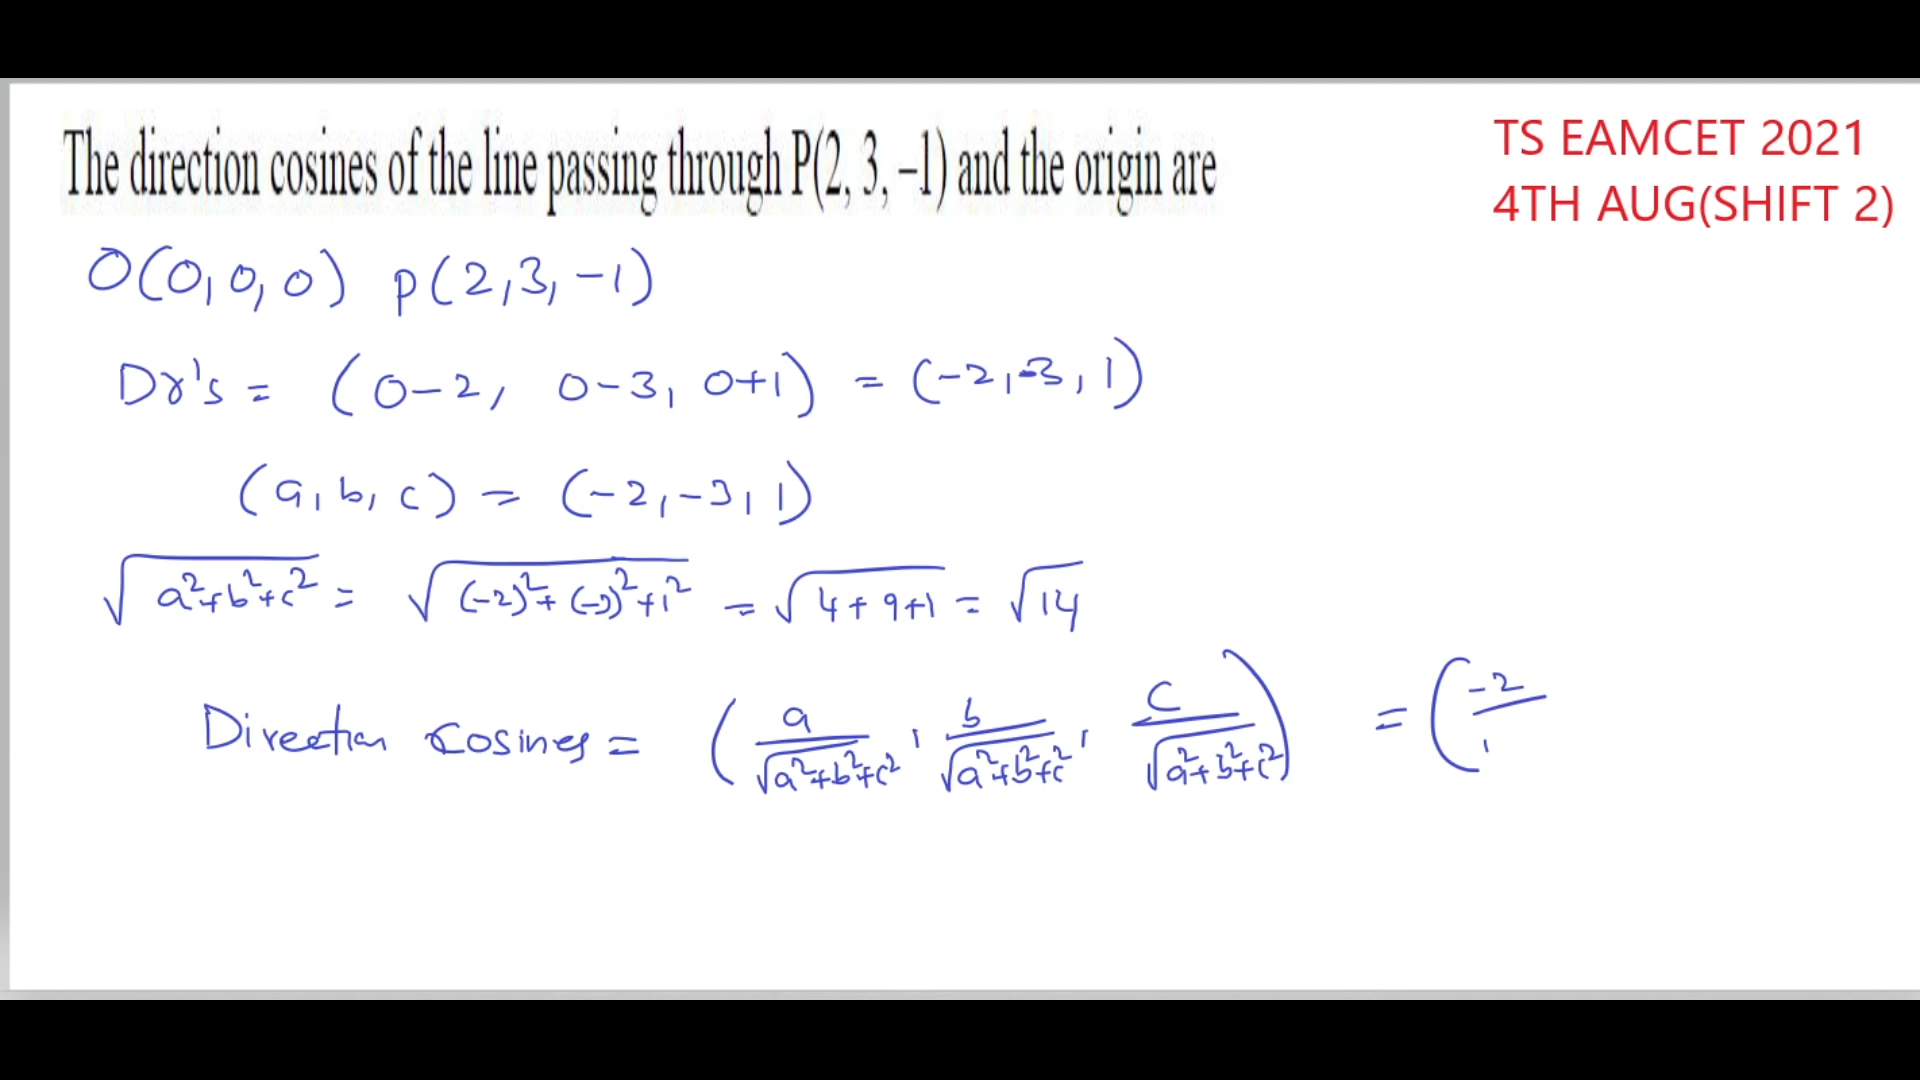 The direction cosines of the line passing through P(2, 3, –1) and the origin are
TS EAMCET 2021
4TH AUG(SHIFT 2)
O(0, 0, 0) P(2, 3, -1)
Dr's = (0-2, 0-3, 0+1) = (-2, -3, 1)
(a, b, c) = (-2, -3, 1)
√(a²+b²+c²) = √((-2)²+(-3)²+1²) = √(4+9+1) = √14
Direction Cosines = (a/√(a²+b²+c²), b/√(a²+b²+c²), c/√(a²+b²+c²)) = (-2/